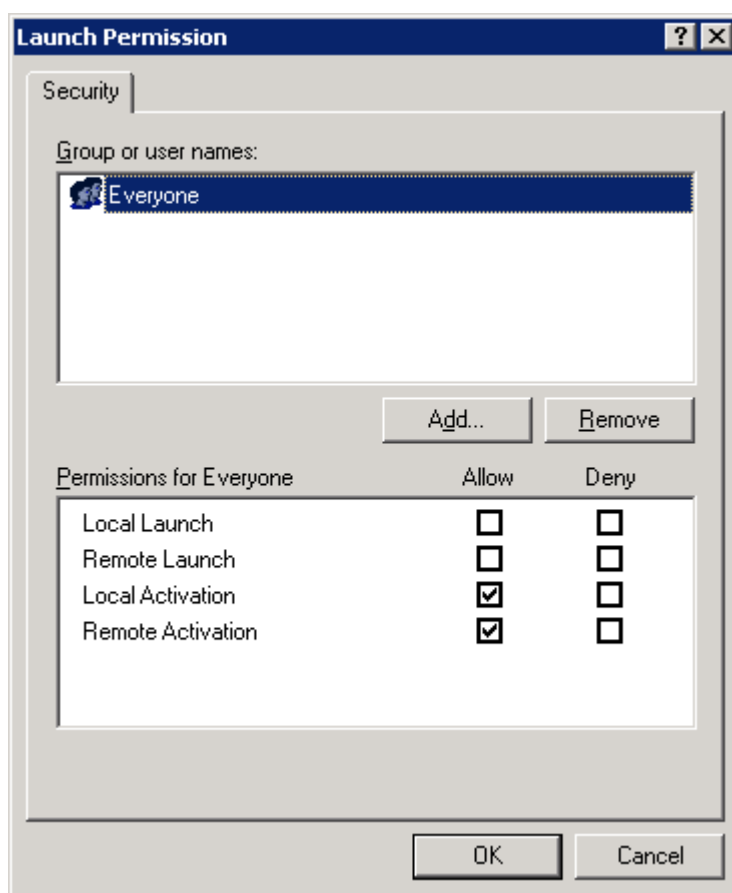 Launch Permission
Security
Group or user names:
Everyone
Add... Remove
Permissions for Everyone Allow Deny
Local Launch
Remote Launch
Local Activation
Remote Activation
OK Cancel